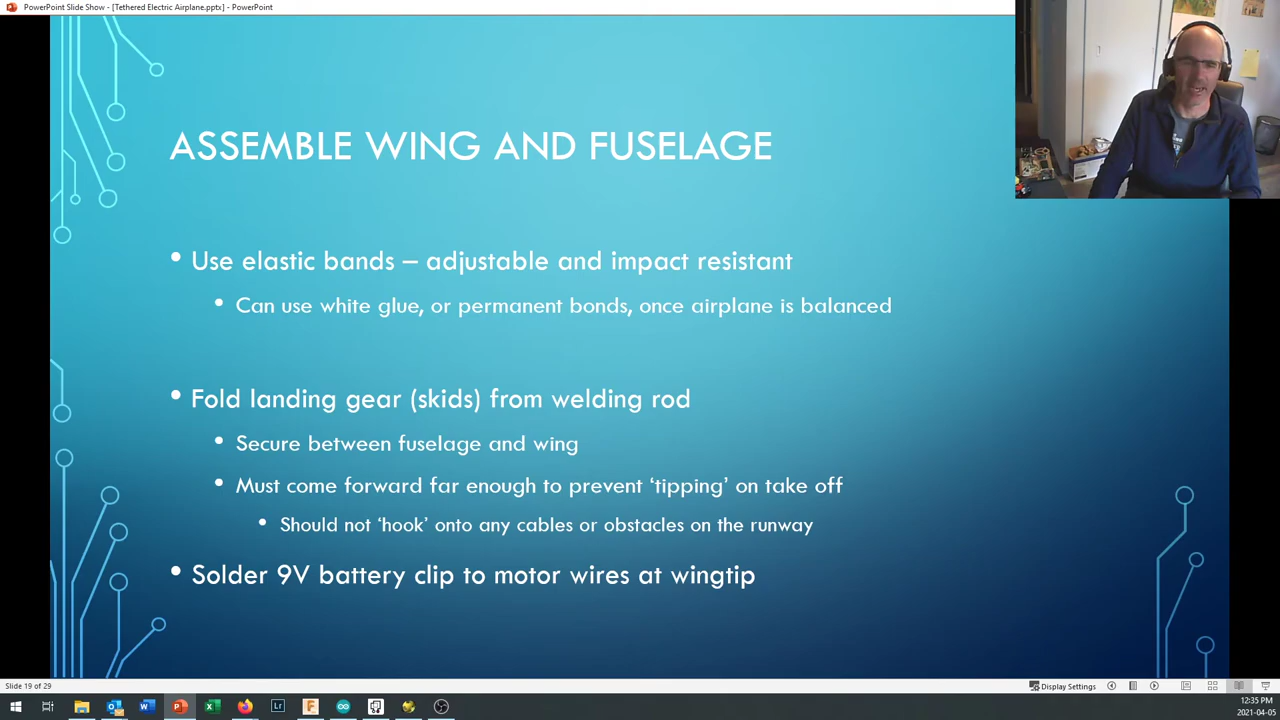 PowerPoint Slide Show - [Tethered Electric Airplane.pptx] - PowerPoint
ASSEMBLE WING AND FUSELAGE
• Use elastic bands – adjustable and impact resistant
• Can use white glue, or permanent bonds, once airplane is balanced
• Fold landing gear (skids) from welding rod
• Secure between fuselage and wing
• Must come forward far enough to prevent ‘tipping’ on take off
• Should not ‘hook’ onto any cables or obstacles on the runway
• Solder 9V battery clip to motor wires at wingtip
Slide 19 of 29
Display Settings
12:35 PM
2021-04-05